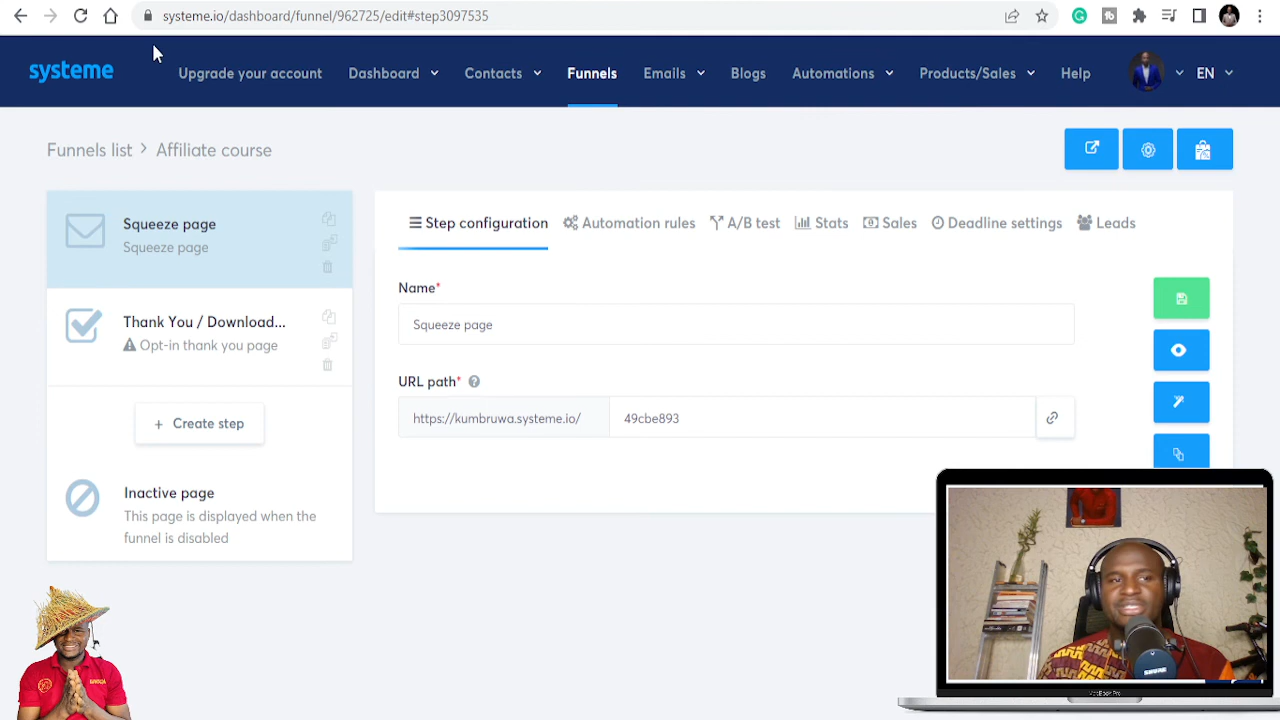 systeme.io/dashboard/funnel/962725/edit#step3097535
systeme
Upgrade your account
Dashboard
Contacts
Funnels
Emails
Blogs
Automations
Products/Sales
Help
EN
Funnels list > Affiliate course
Squeeze page
Squeeze page
Thank You / Download...
Opt-in thank you page
+ Create step
Inactive page
This page is displayed when the
funnel is disabled
Step configuration
Automation rules
A/B test
Stats
Sales
Deadline settings
Leads
Name*
Squeeze page
URL path* ?
https://kumbruwa.systeme.io/
49cbe893
SHURE
MacBook Pro